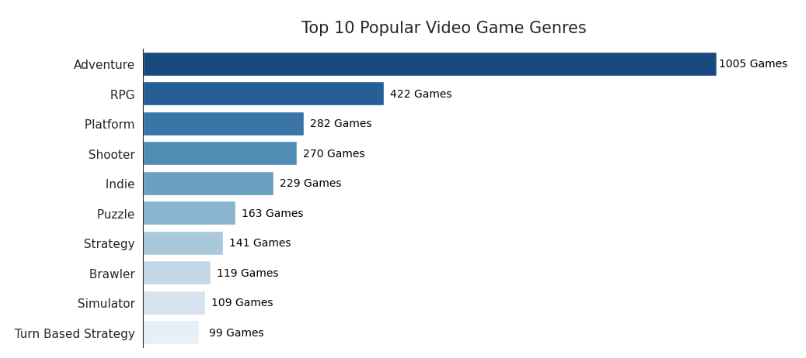 Top 10 Popular Video Game Genres
Adventure 1005 Games
RPG 422 Games
Platform 282 Games
Shooter 270 Games
Indie 229 Games
Puzzle 163 Games
Strategy 141 Games
Brawler 119 Games
Simulator 109 Games
Turn Based Strategy 99 Games